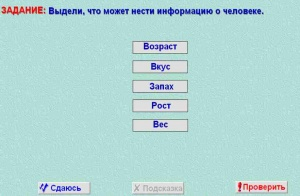 ЗАДАНИЕ: Выдели, что может нести информацию о человеке.
Возраст
Вкус
Запах
Рост
Вес
Сдаюсь
Подсказка
Проверить